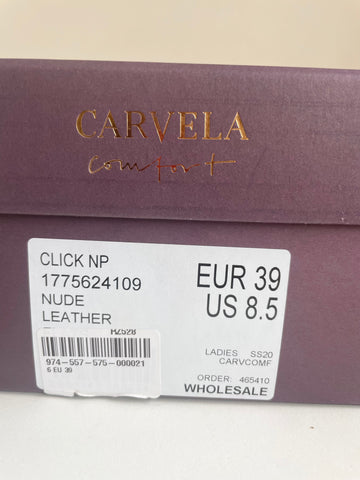 CARVELA
comfort
CLICK NP
1775624109
NUDE
LEATHER
EUR 39
US 8.5
HZ528
974-557-575-000021
6 EU 39
LADIES SS20
CARVCOMF
ORDER: 465410
WHOLESALE